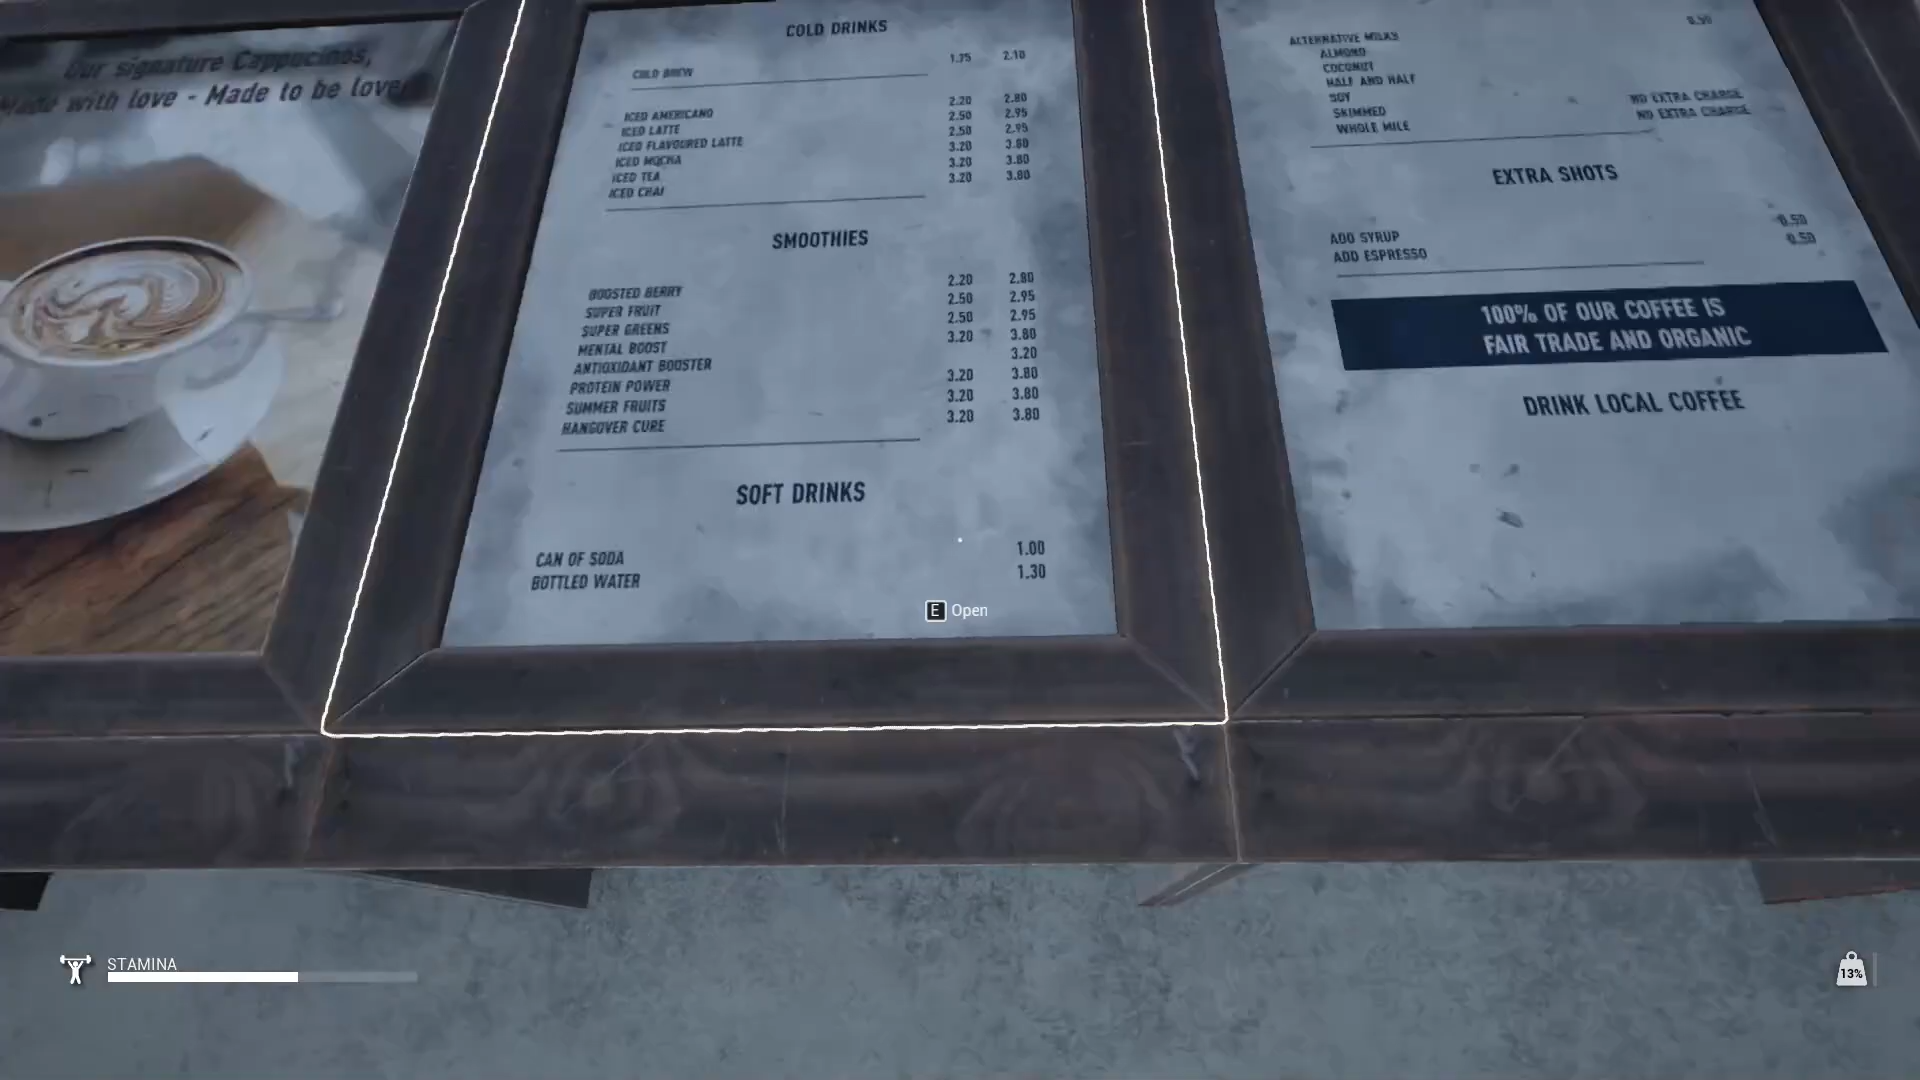 Our signature Cappucinos,
Made with love - Made to be love
COLD DRINKS
COLD BREW 1.75 2.10
ICED AMERICANO 2.20 2.80
ICED LATTE 2.50 2.95
ICED FLAVOURED LATTE 2.50 2.95
ICED MOCHA 3.20 3.80
ICED TEA 3.20 3.80
ICED CHAI 3.20 3.80
SMOOTHIES
BOOSTED BERRY 2.20 2.80
SUPER FRUIT 2.50 2.95
SUPER GREENS 2.50 2.95
MENTAL BOOST 3.20 3.80
ANTIOXIDANT BOOSTER 3.20
PROTEIN POWER 3.20 3.80
SUMMER FRUITS 3.20 3.80
HANGOVER CURE 3.20 3.80
SOFT DRINKS
CAN OF SODA 1.00
BOTTLED WATER 1.30
0.50
ALTERNATIVE MILKS
ALMOND
COCONUT
HALF AND HALF
SOY
SKIMMED NO EXTRA CHARGE
WHOLE MILE NO EXTRA CHARGE
EXTRA SHOTS
ADD SYRUP 0.50
ADD ESPRESSO 0.50
100% OF OUR COFFEE IS
FAIR TRADE AND ORGANIC
DRINK LOCAL COFFEE
E Open
STAMINA
13%